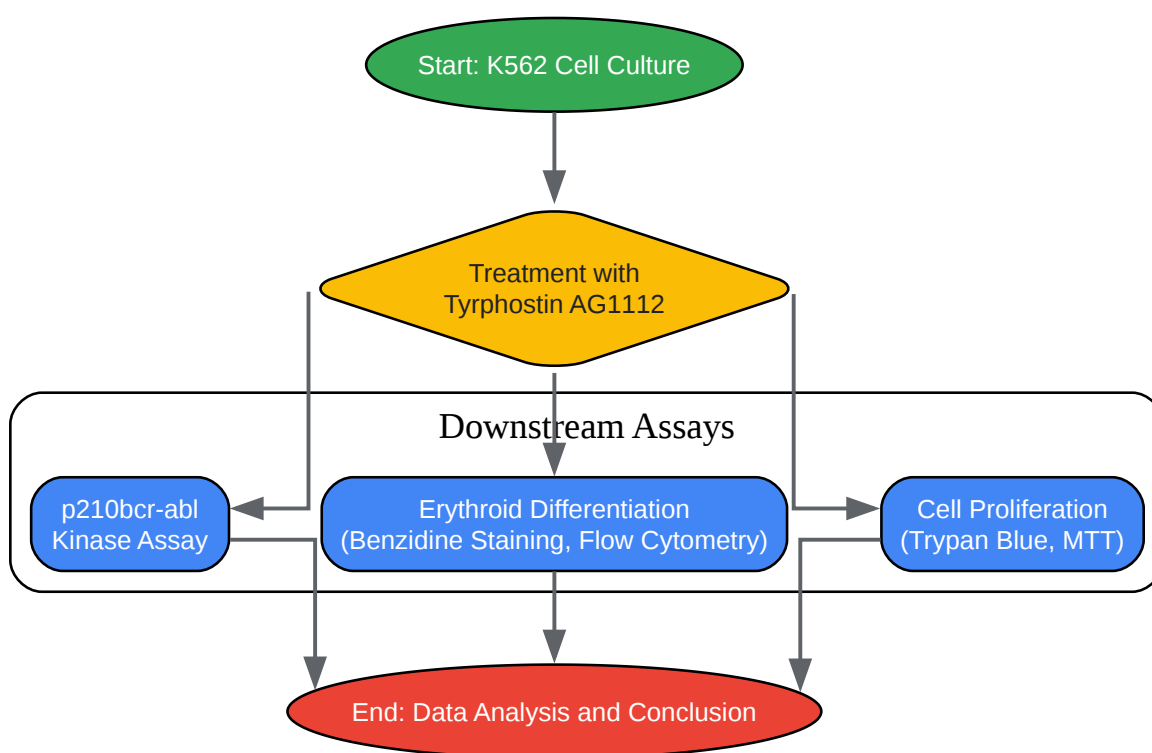 Start: K562 Cell Culture
Treatment with
Tyrphostin AG1112
Downstream Assays
p210bcr-abl
Kinase Assay
Erythroid Differentiation
(Benzidine Staining, Flow Cytometry)
Cell Proliferation
(Trypan Blue, MTT)
End: Data Analysis and Conclusion